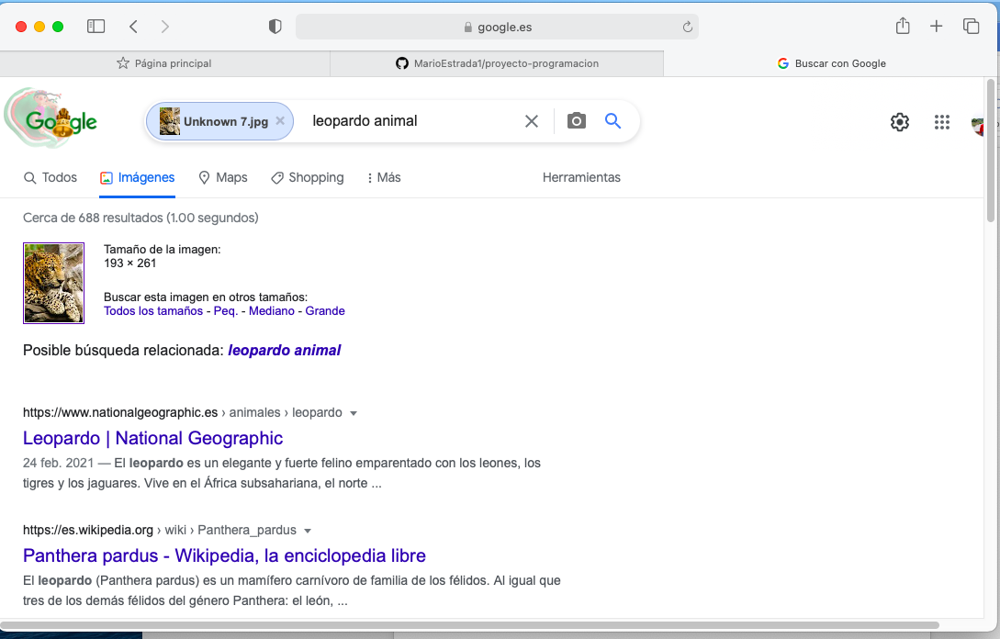 google.es
Página principal
MarioEstrada1/proyecto-programacion
Buscar con Google
Google
Unknown 7.jpg
leopardo animal
Todos
Imágenes
Maps
Shopping
Más
Herramientas
Cerca de 688 resultados (1.00 segundos)
Tamaño de la imagen:
193 × 261
Buscar esta imagen en otros tamaños:
Todos los tamaños - Peq. - Mediano - Grande
Posible búsqueda relacionada: leopardo animal
https://www.nationalgeographic.es › animales › leopardo
Leopardo | National Geographic
24 feb. 2021 — El leopardo es un elegante y fuerte felino emparentado con los leones, los
tigres y los jaguares. Vive en el África subsahariana, el norte ...
https://es.wikipedia.org › wiki › Panthera_pardus
Panthera pardus - Wikipedia, la enciclopedia libre
El leopardo (Panthera pardus) es un mamífero carnívoro de familia de los félidos. Al igual que
tres de los demás félidos del género Panthera: el león, ...